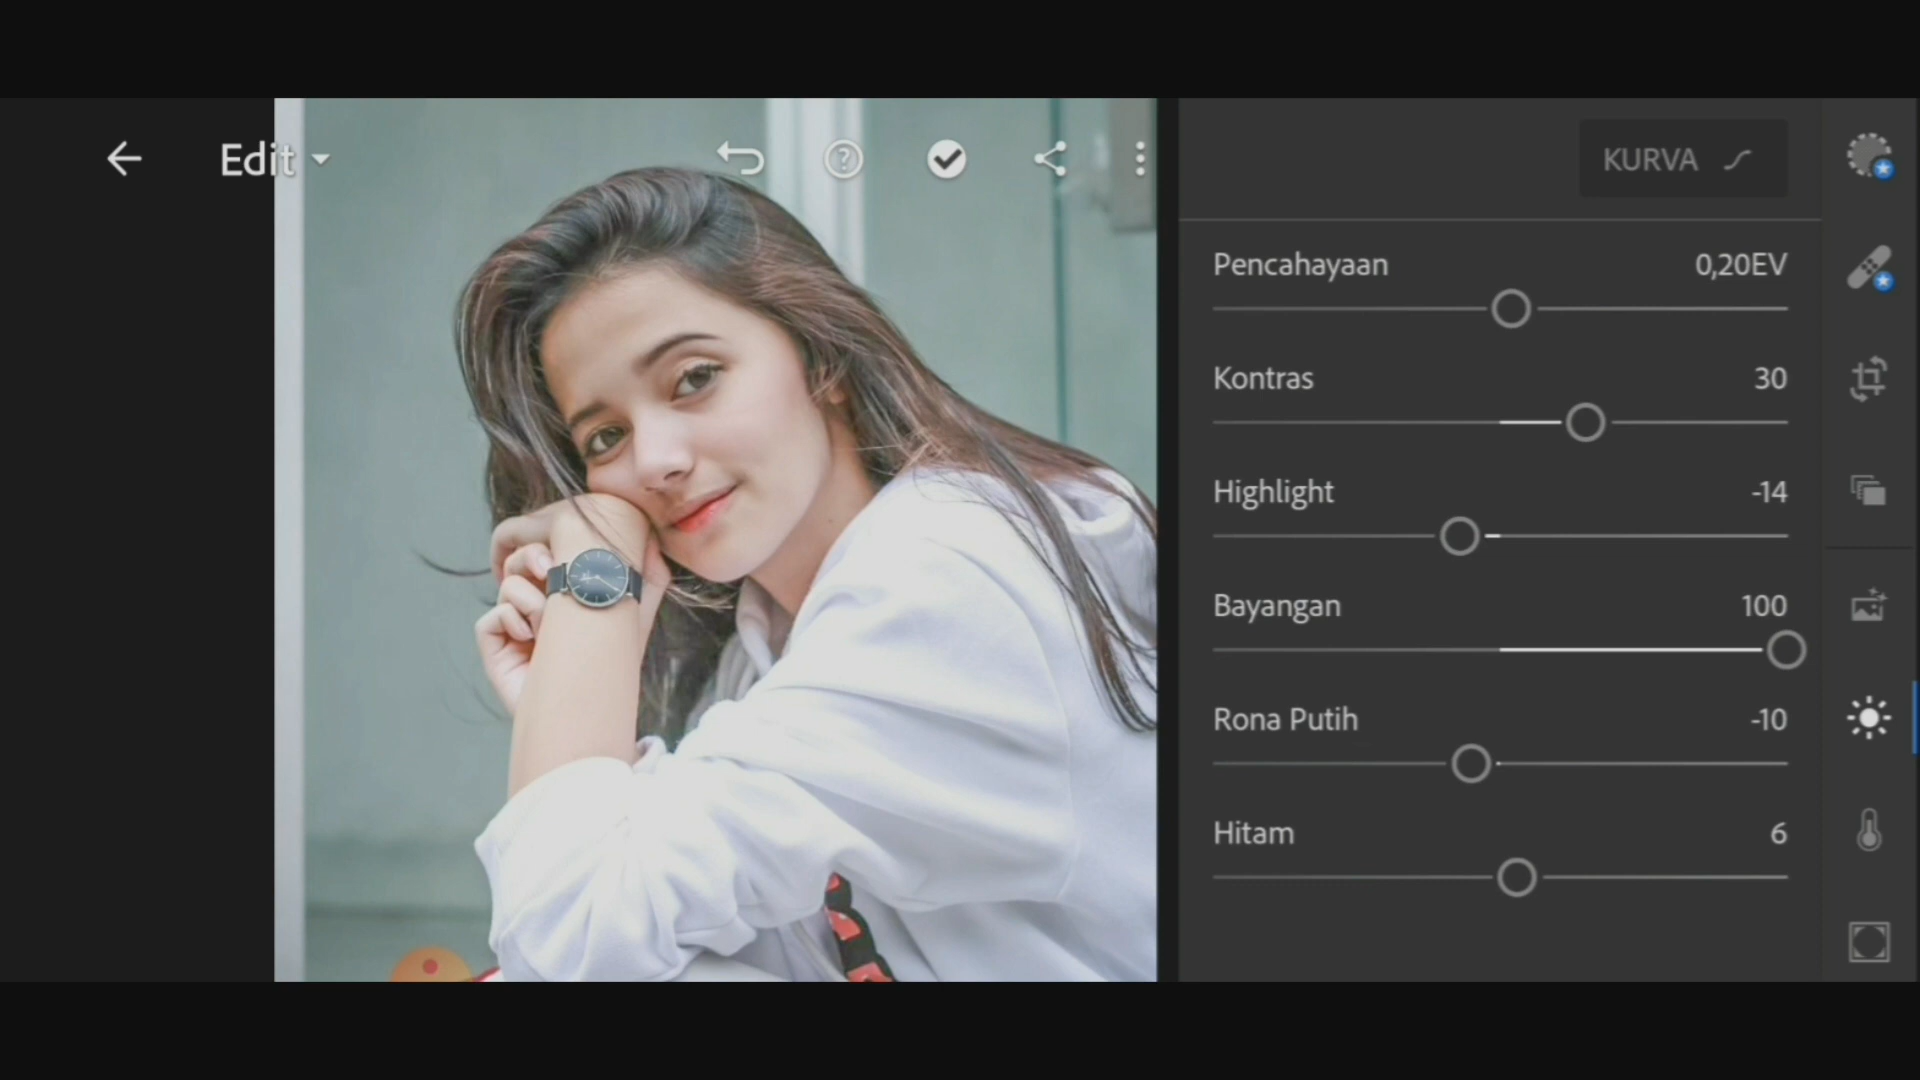 Edit
KURVA
Pencahayaan 0,20EV
Kontras 30
Highlight -14
Bayangan 100
Rona Putih -10
Hitam 6